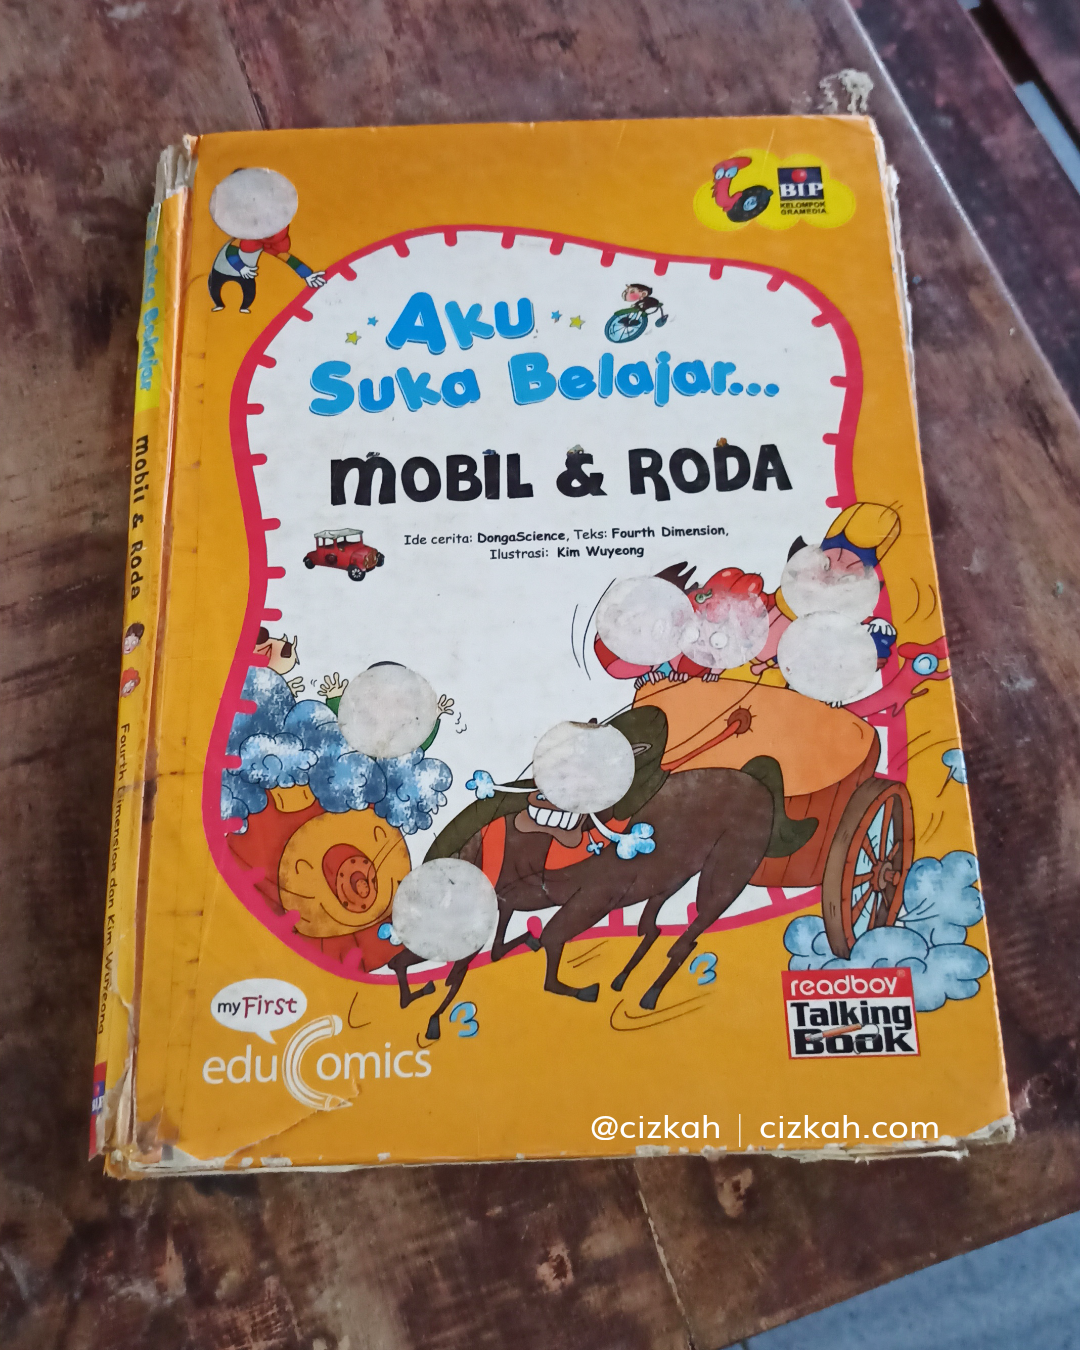 BIP
KELOMPOK
GRAMEDIA
Aku
Suka Belajar...
MOBIL & RODA
Ide cerita: DongaScience, Teks: Fourth Dimension,
Ilustrasi: Kim Wuyeong
Suka Belajar
Mobil & Roda
Fourth Dimension dan Kim Wuyeong
my First
eduComics
readboy®
Talking
Book
@cizkah | cizkah.com